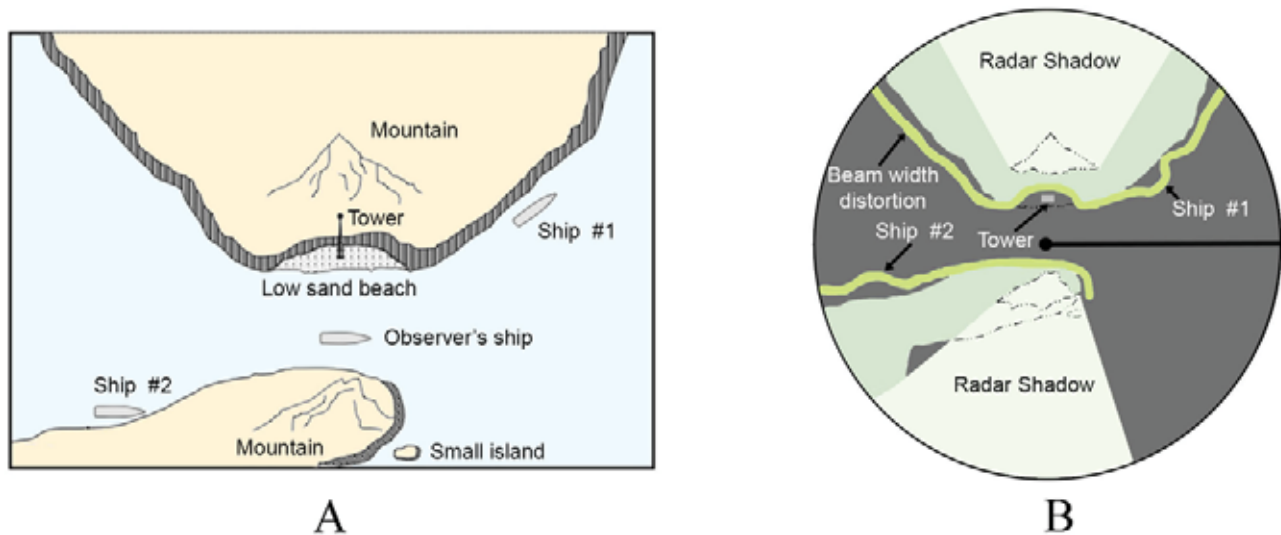 Mountain
Tower
Ship #1
Low sand beach
Observer's ship
Ship #2
Mountain
Small island
A
Radar Shadow
Beam width
distortion
Ship #1
Ship #2
Tower
Radar Shadow
B